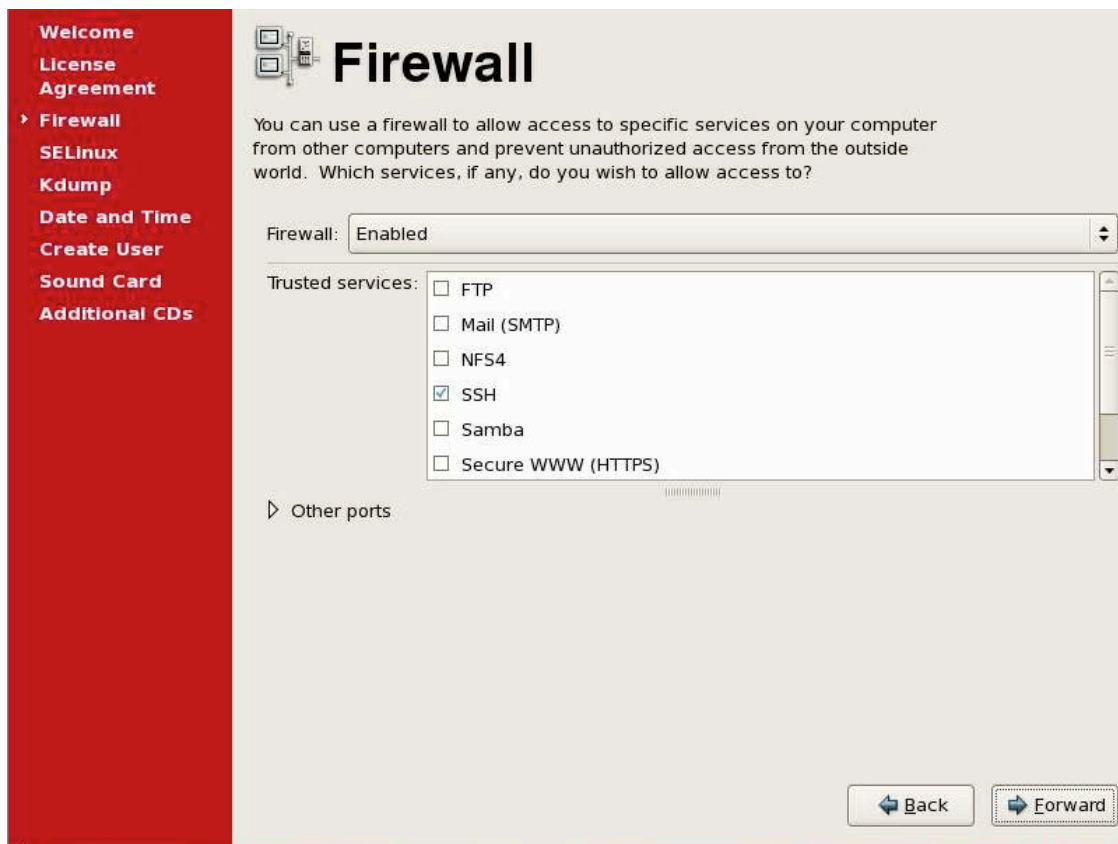 Welcome
License
Agreement
Firewall
SELinux
Kdump
Date and Time
Create User
Sound Card
Additional CDs
Firewall
You can use a firewall to allow access to specific services on your computer
from other computers and prevent unauthorized access from the outside
world.  Which services, if any, do you wish to allow access to?
Firewall: Enabled
Trusted services:
FTP
Mail (SMTP)
NFS4
SSH
Samba
Secure WWW (HTTPS)
Other ports
Back
Forward